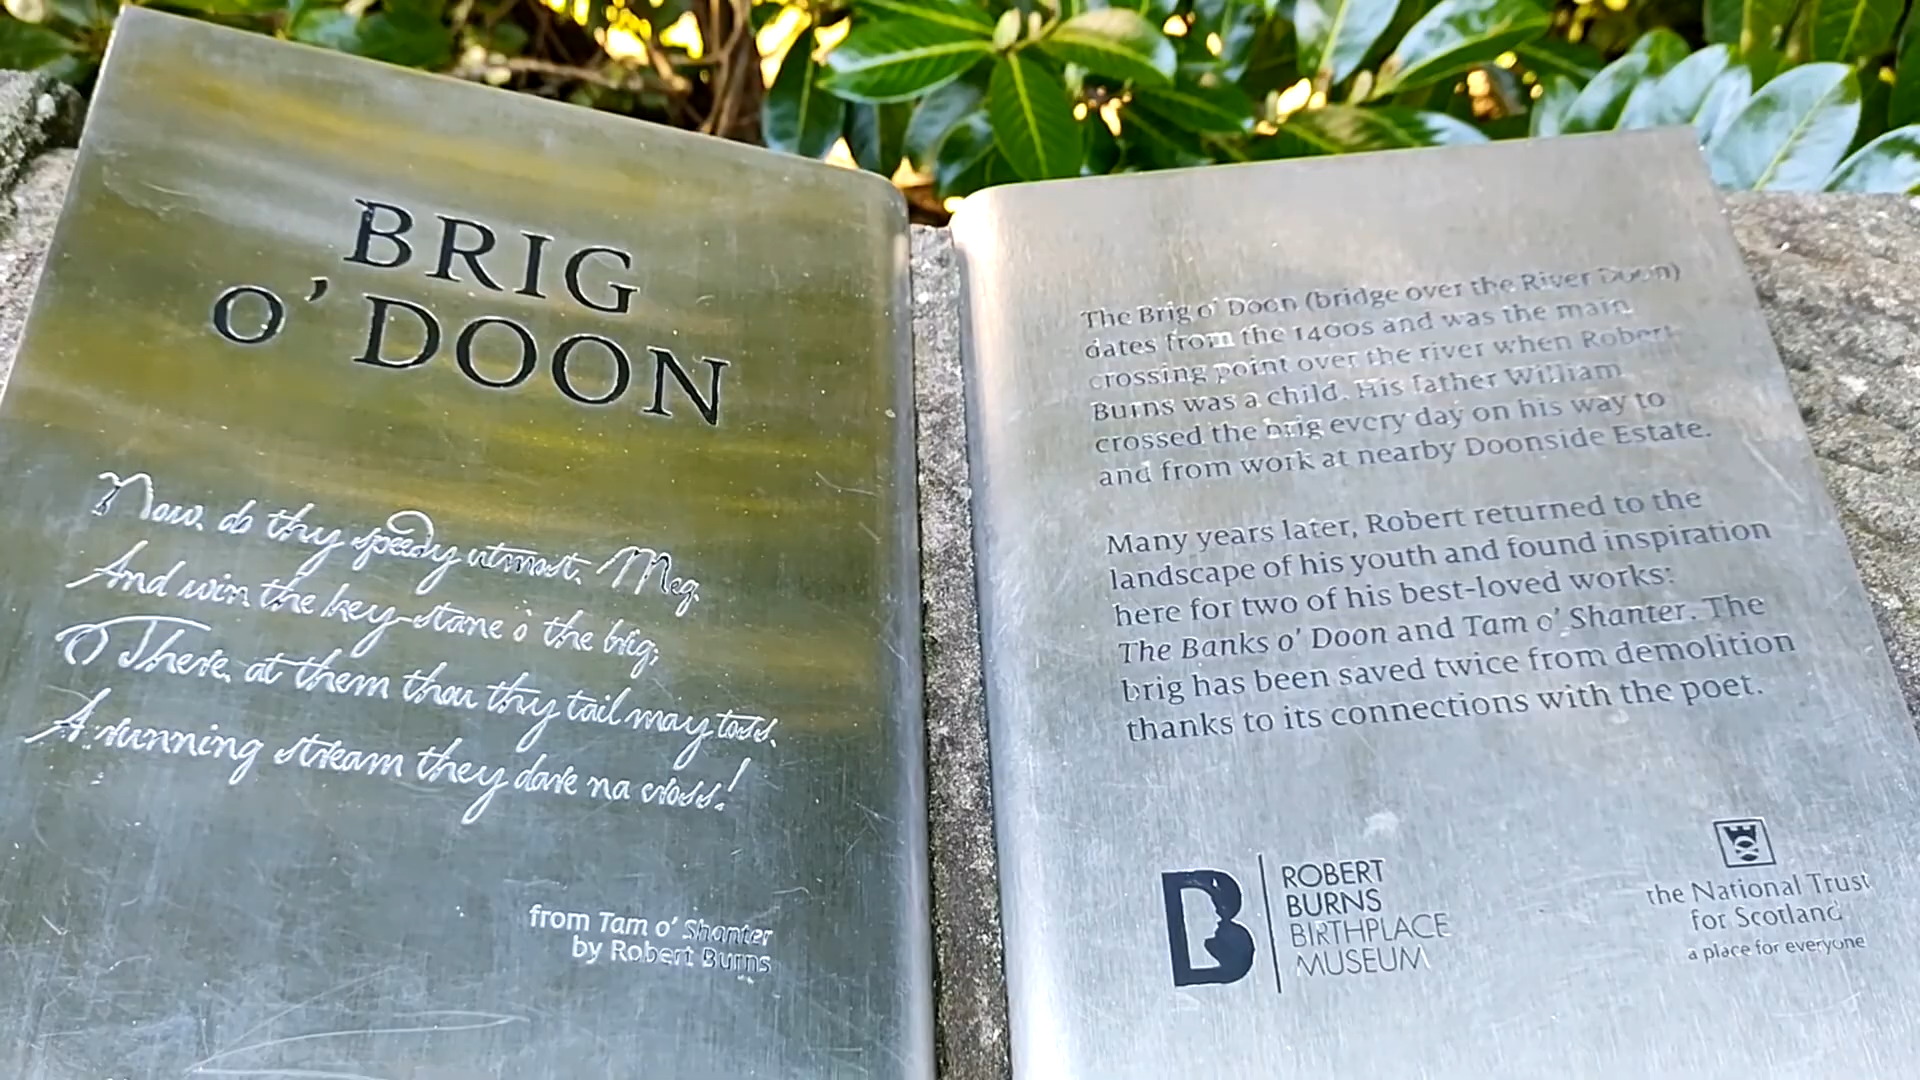 BRIG
O' DOON
Now, do thy speedy utmost, Meg,
And win the key-stane o' the brig;
There, at them thou thy tail may toss,
A running stream they dare na cross!
from Tam o' Shanter
by Robert Burns
The Brig o' Doon (bridge over the River Doon)
dates from the 1400s and was the main
crossing point over the river when Robert
Burns was a child. His father William
crossed the brig every day on his way to
and from work at nearby Doonside Estate.
Many years later, Robert returned to the
landscape of his youth and found inspiration
here for two of his best-loved works:
The Banks o' Doon and Tam o' Shanter. The
brig has been saved twice from demolition
thanks to its connections with the poet.
ROBERT
BURNS
BIRTHPLACE
MUSEUM
the National Trust
for Scotland
a place for everyone